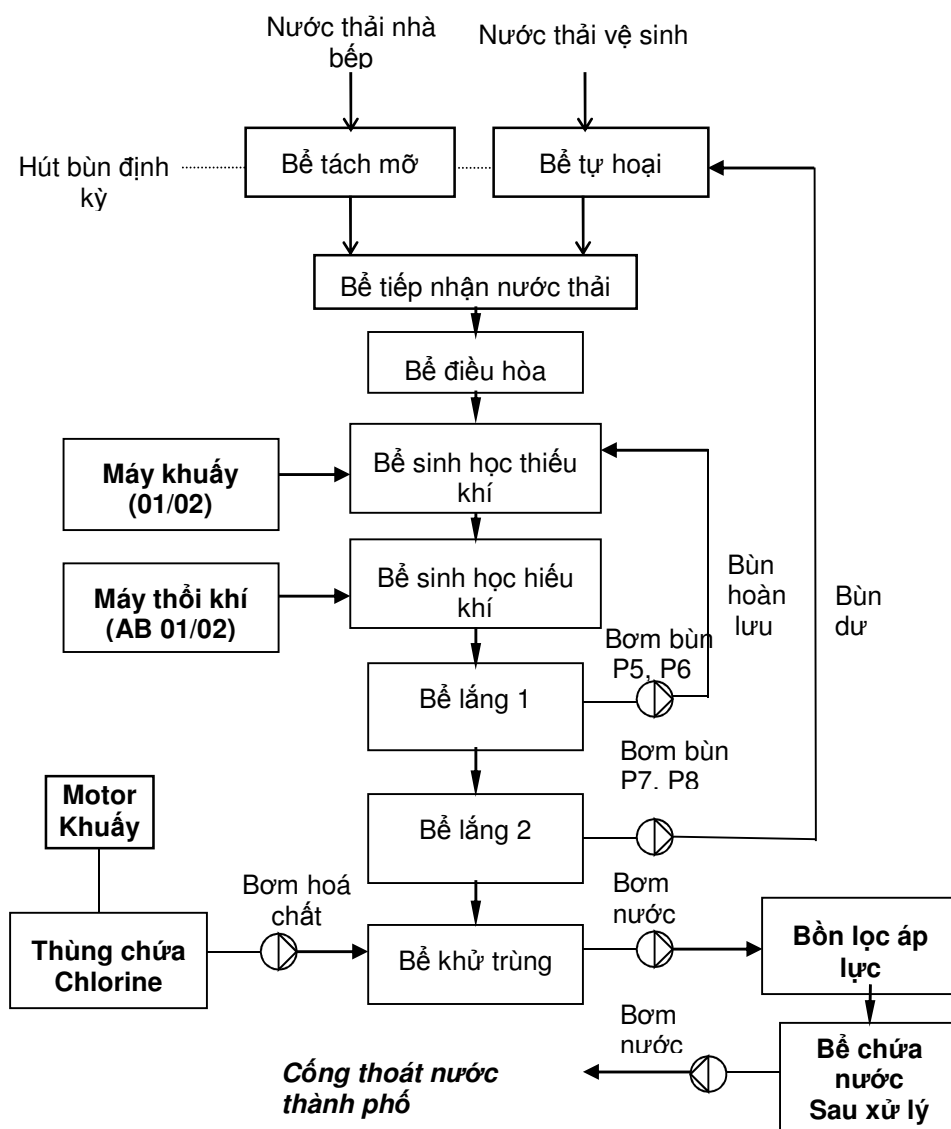 Nước thải nhà
bếp
Nước thải vệ sinh
Hút bùn định
kỳ
Bể tách mỡ
Bể tự hoại
Bể tiếp nhận nước thải
Bể điều hòa
Máy khuấy
(01/02)
Bể sinh học thiếu
khí
Máy thổi khí
(AB 01/02)
Bể sinh học hiếu
khí
Bùn
hoàn
lưu
Bùn
dư
Bơm bùn
P5, P6
Bể lắng 1
Bơm bùn
P7, P8
Motor
Khuấy
Bể lắng 2
Bơm hoá
chất
Bơm
nước
Thùng chứa
Chlorine
Bể khử trùng
Bồn lọc áp
lực
Bơm
nước
Cống thoát nước
thành phố
Bể chứa
nước
Sau xử lý